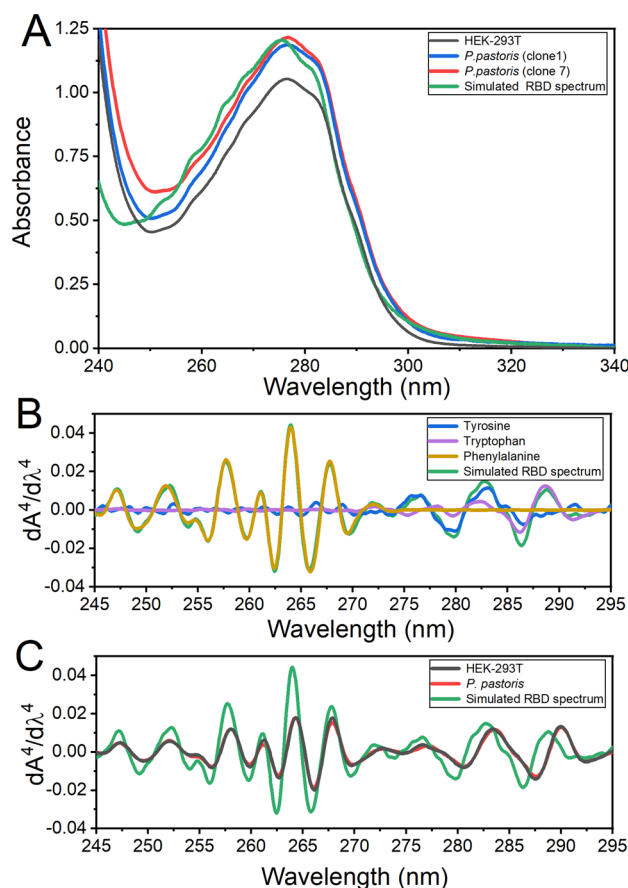 A
1.25
1.00
0.75
0.50
0.25
0.00
Absorbance
HEK-293T
P.pastoris (clone1)
P.pastoris (clone 7)
Simulated RBD spectrum
240 260 280 300 320 340
Wavelength (nm)
B
0.04
0.02
0.00
-0.02
-0.04
dA⁴/dλ⁴
Tyrosine
Tryptophan
Phenylalanine
Simulated RBD spectrum
245 250 255 260 265 270 275 280 285 290 295
Wavelength (nm)
C
0.04
0.02
0.00
-0.02
-0.04
dA⁴/dλ⁴
HEK-293T
P. pastoris
Simulated RBD spectrum
245 250 255 260 265 270 275 280 285 290 295
Wavelength (nm)